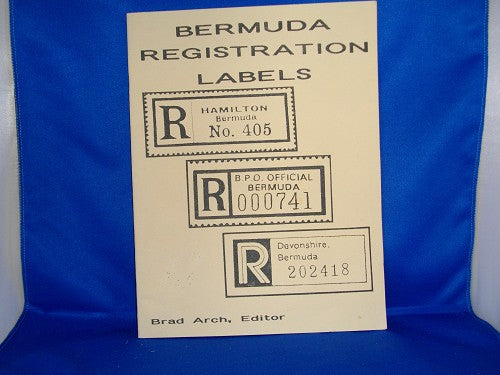 BERMUDA
REGISTRATION
LABELS
R
HAMILTON
Bermuda
No. 405
R
B.P.O. OFFICIAL
BERMUDA
000741
R
Devonshire,
Bermuda
202418
Brad Arch, Editor